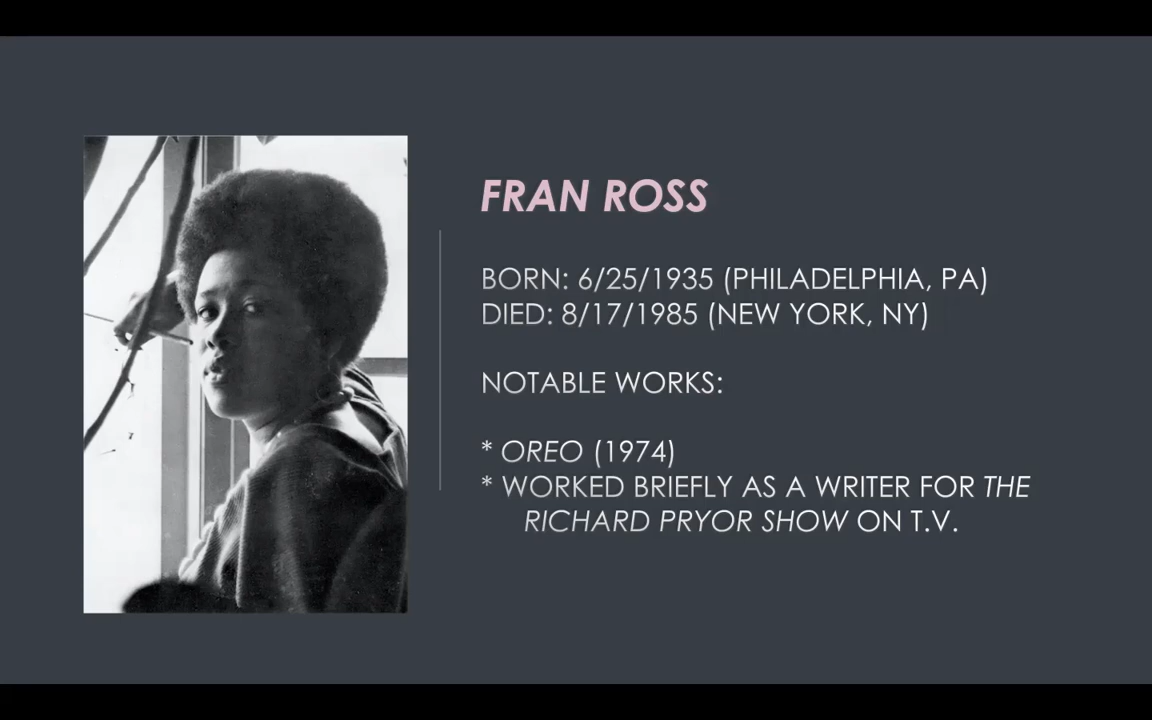 FRAN ROSS
BORN: 6/25/1935 (PHILADELPHIA, PA)
DIED: 8/17/1985 (NEW YORK, NY)
NOTABLE WORKS:
* OREO (1974)
* WORKED BRIEFLY AS A WRITER FOR THE
RICHARD PRYOR SHOW ON T.V.